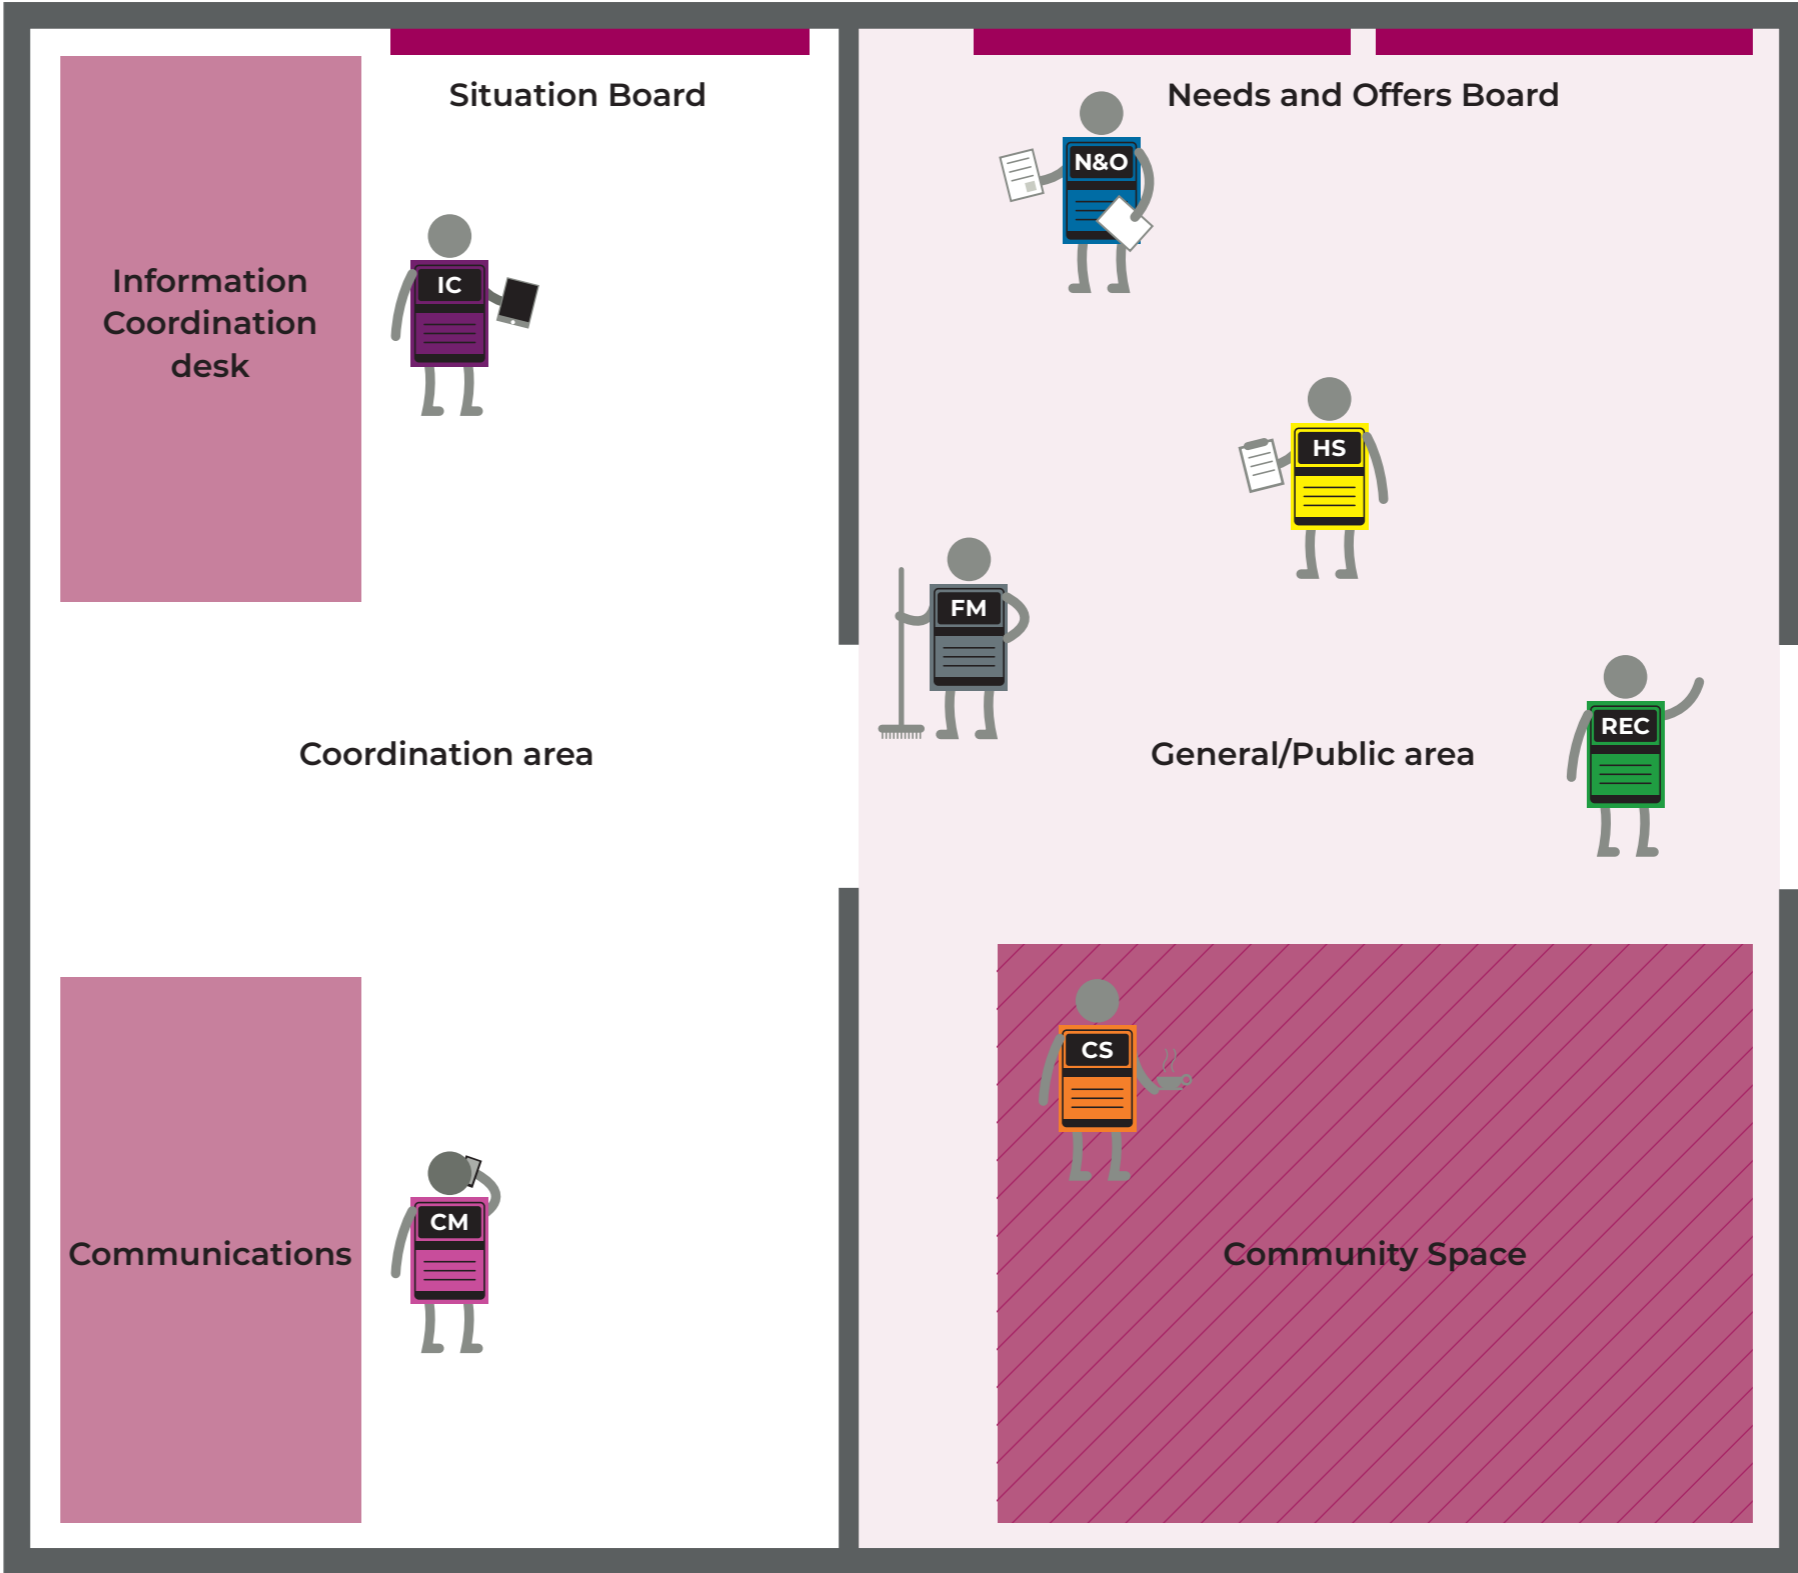 Situation Board
Needs and Offers Board
N&O
Information
Coordination
desk
IC
HS
FM
REC
Coordination area
General/Public area
CS
CM
Communications
Community Space